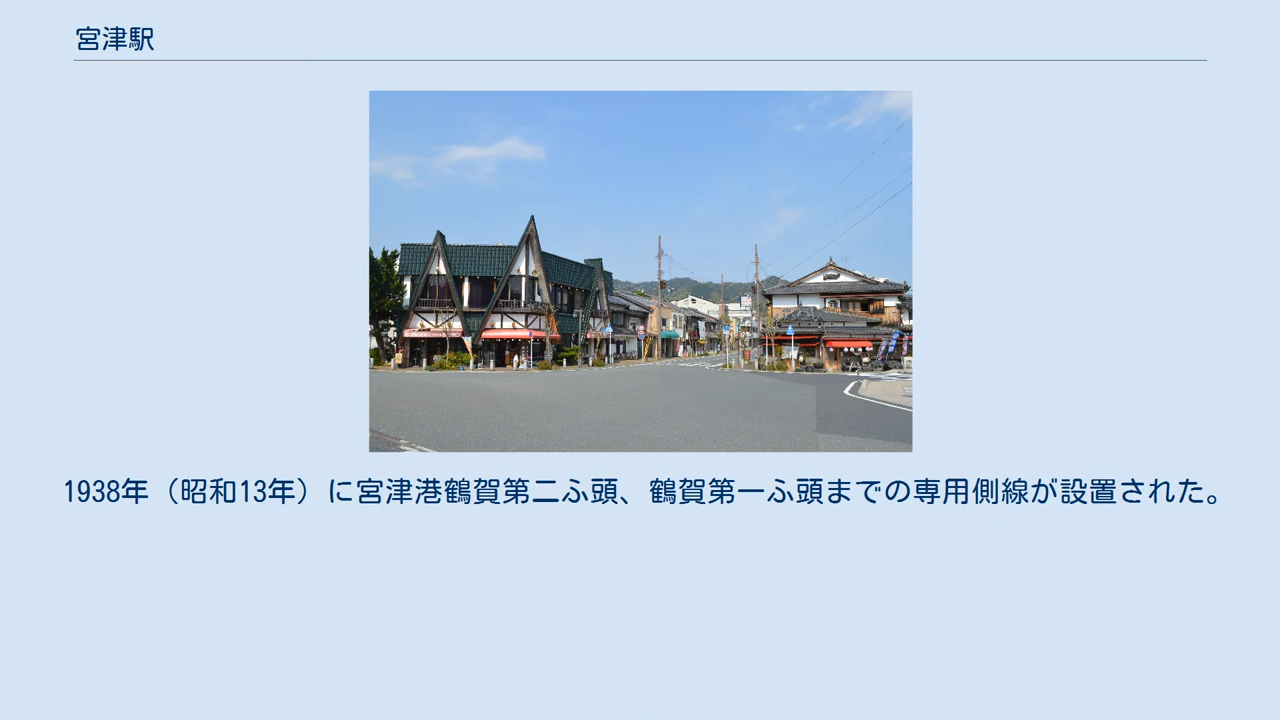 宮津駅
1938年（昭和13年）に宮津港鶴賀第二ふ頭、鶴賀第一ふ頭までの専用側線が設置された。